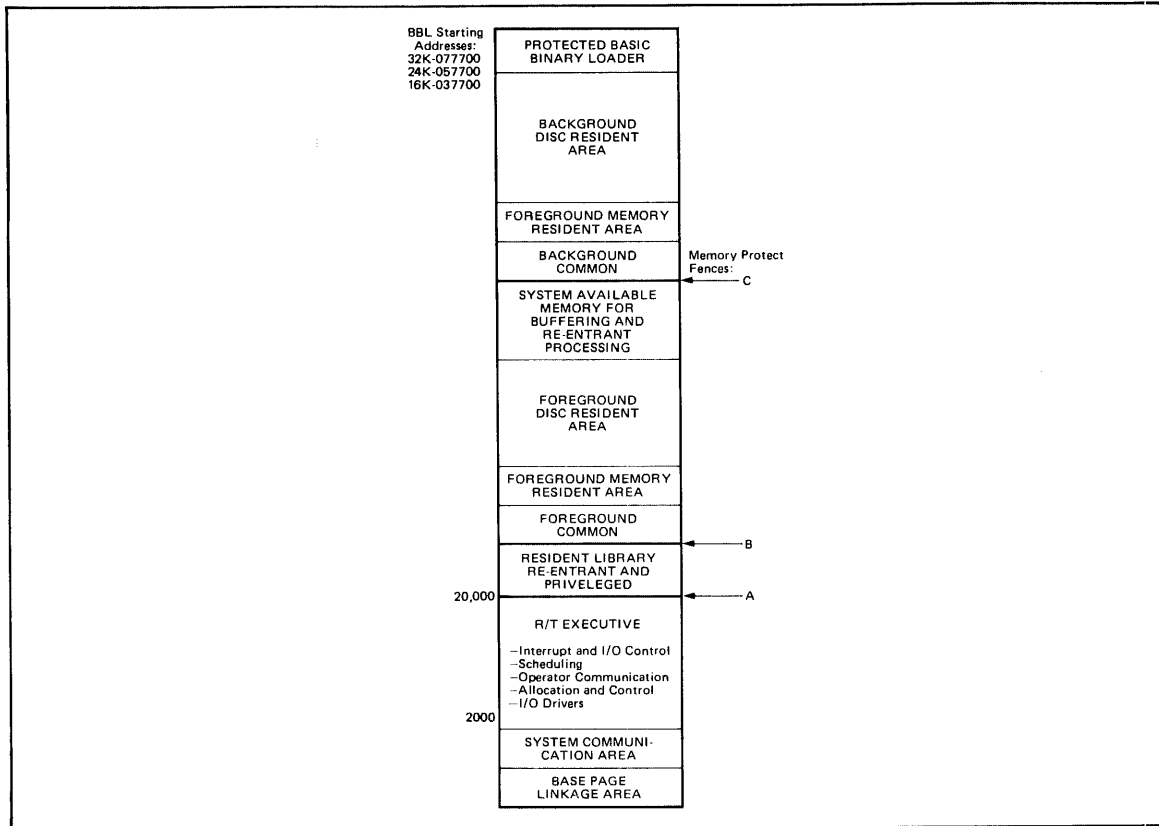 BBL Starting
Addresses:
32K-077700
24K-057700
16K-037700
PROTECTED BASIC
BINARY LOADER
BACKGROUND
DISC RESIDENT
AREA
FOREGROUND MEMORY
RESIDENT AREA
BACKGROUND
COMMON
Memory Protect
Fences:
C
SYSTEM AVAILABLE
MEMORY FOR
BUFFERING AND
RE-ENTRANT
PROCESSING
FOREGROUND
DISC RESIDENT
AREA
FOREGROUND MEMORY
RESIDENT AREA
FOREGROUND
COMMON
B
RESIDENT LIBRARY
RE-ENTRANT AND
PRIVELEGED
20,000
A
R/T EXECUTIVE
–Interrupt and I/O Control
–Scheduling
–Operator Communication
–Allocation and Control
–I/O Drivers
2000
SYSTEM COMMUNI-
CATION AREA
BASE PAGE
LINKAGE AREA